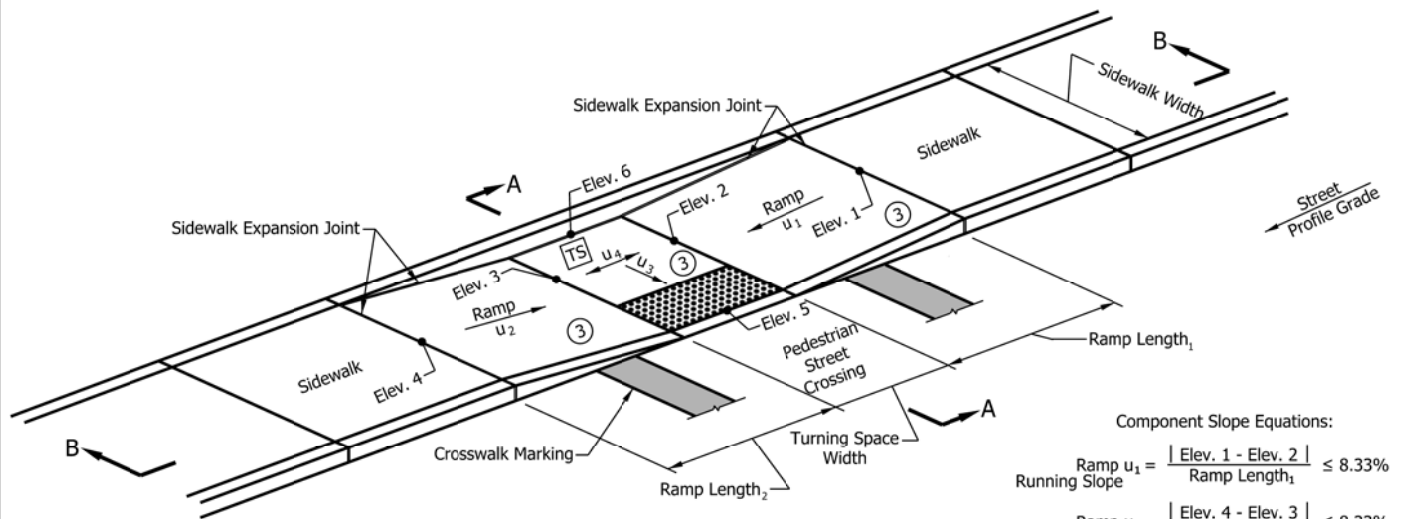 B
Sidewalk Width
Sidewalk Expansion Joint
Sidewalk
A
Elev. 6
Elev. 2
Ramp
u₁
Elev. 1
3
Street
Profile Grade
Sidewalk Expansion Joint
TS
u₄
u₃
3
Elev. 3
Ramp
u₂
3
Elev. 5
Pedestrian
Street
Crossing
Ramp Length₁
Sidewalk
Elev. 4
A
B
Crosswalk Marking
Turning Space
Width
Ramp Length₂
Component Slope Equations:
Ramp u₁ = | Elev. 1 - Elev. 2 | ≤ 8.33%
Running Slope Ramp Length₁
| Elev. 4 - Elev. 3 |